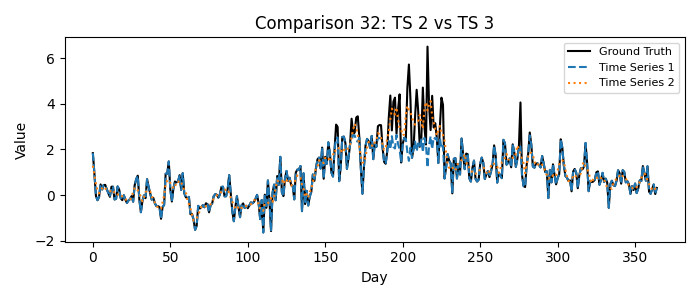 Comparison 32: TS 2 vs TS 3
Ground Truth
Time Series 1
Time Series 2
Value
6
4
2
0
−2
0
50
100
150
200
250
300
350
Day